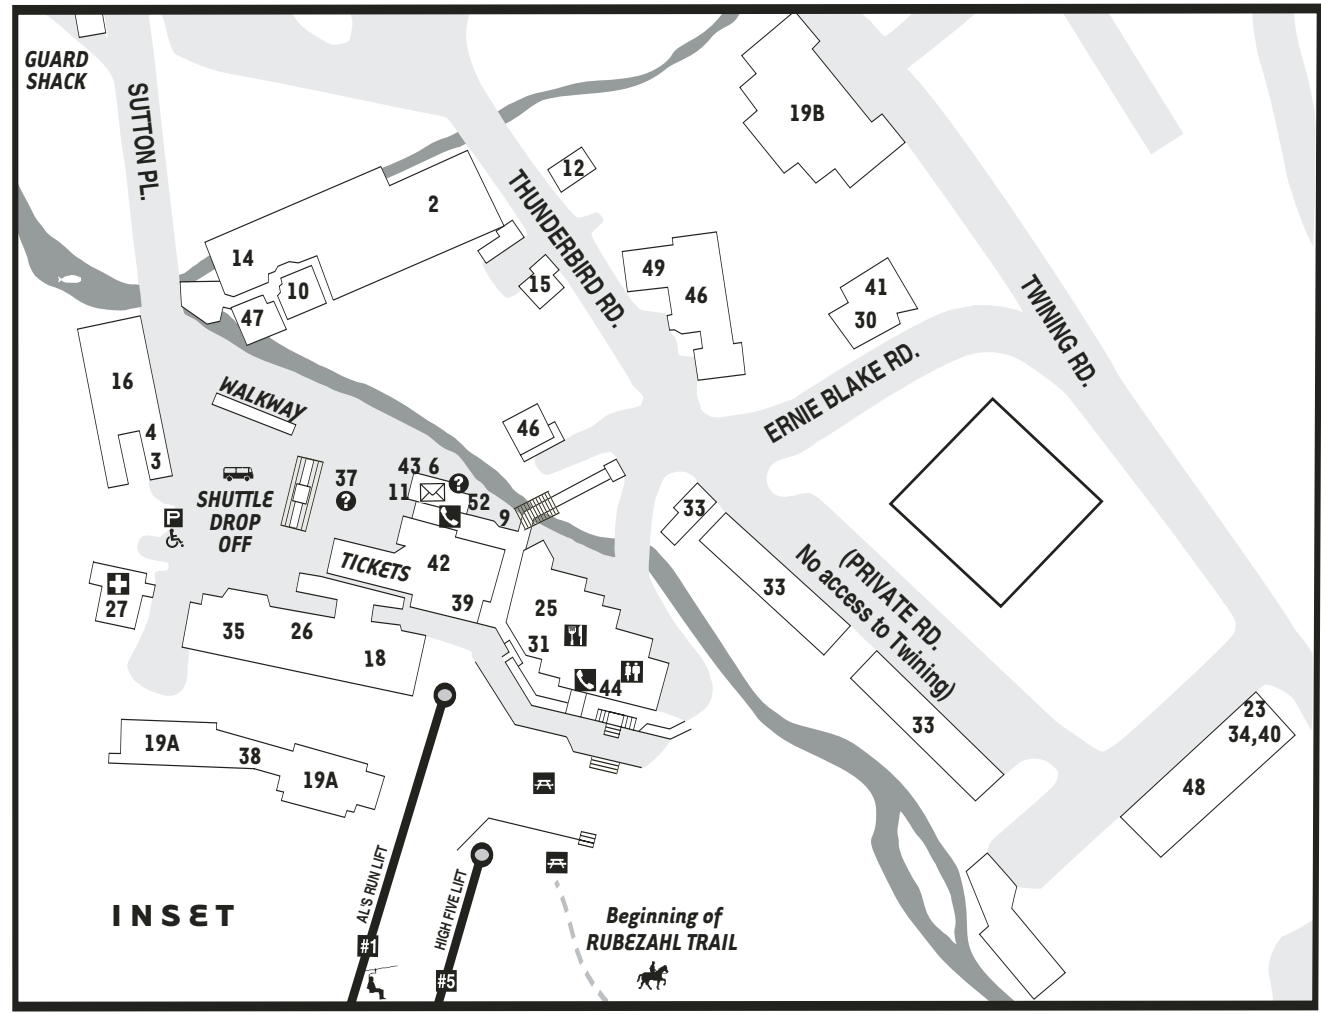 GUARD
SHACK
SUTTON PL.
19B
12
THUNDERBIRD RD.
2
14
10
47
15
49
46
41
30
TWINING RD.
ERNIE BLAKE RD.
16
4
3
WALKWAY
46
SHUTTLE
DROP
OFF
37
?
43 6
?
11
52
9
P
33
33
(PRIVATE RD.
No access to Twining)
TICKETS
42
39
27
35
26
18
25
31
44
33
23
34,40
48
19A
38
19A
AL'S RUN LIFT
#1
HIGH FIVE LIFT
#5
INSET
Beginning of
RUBEZAHL TRAIL